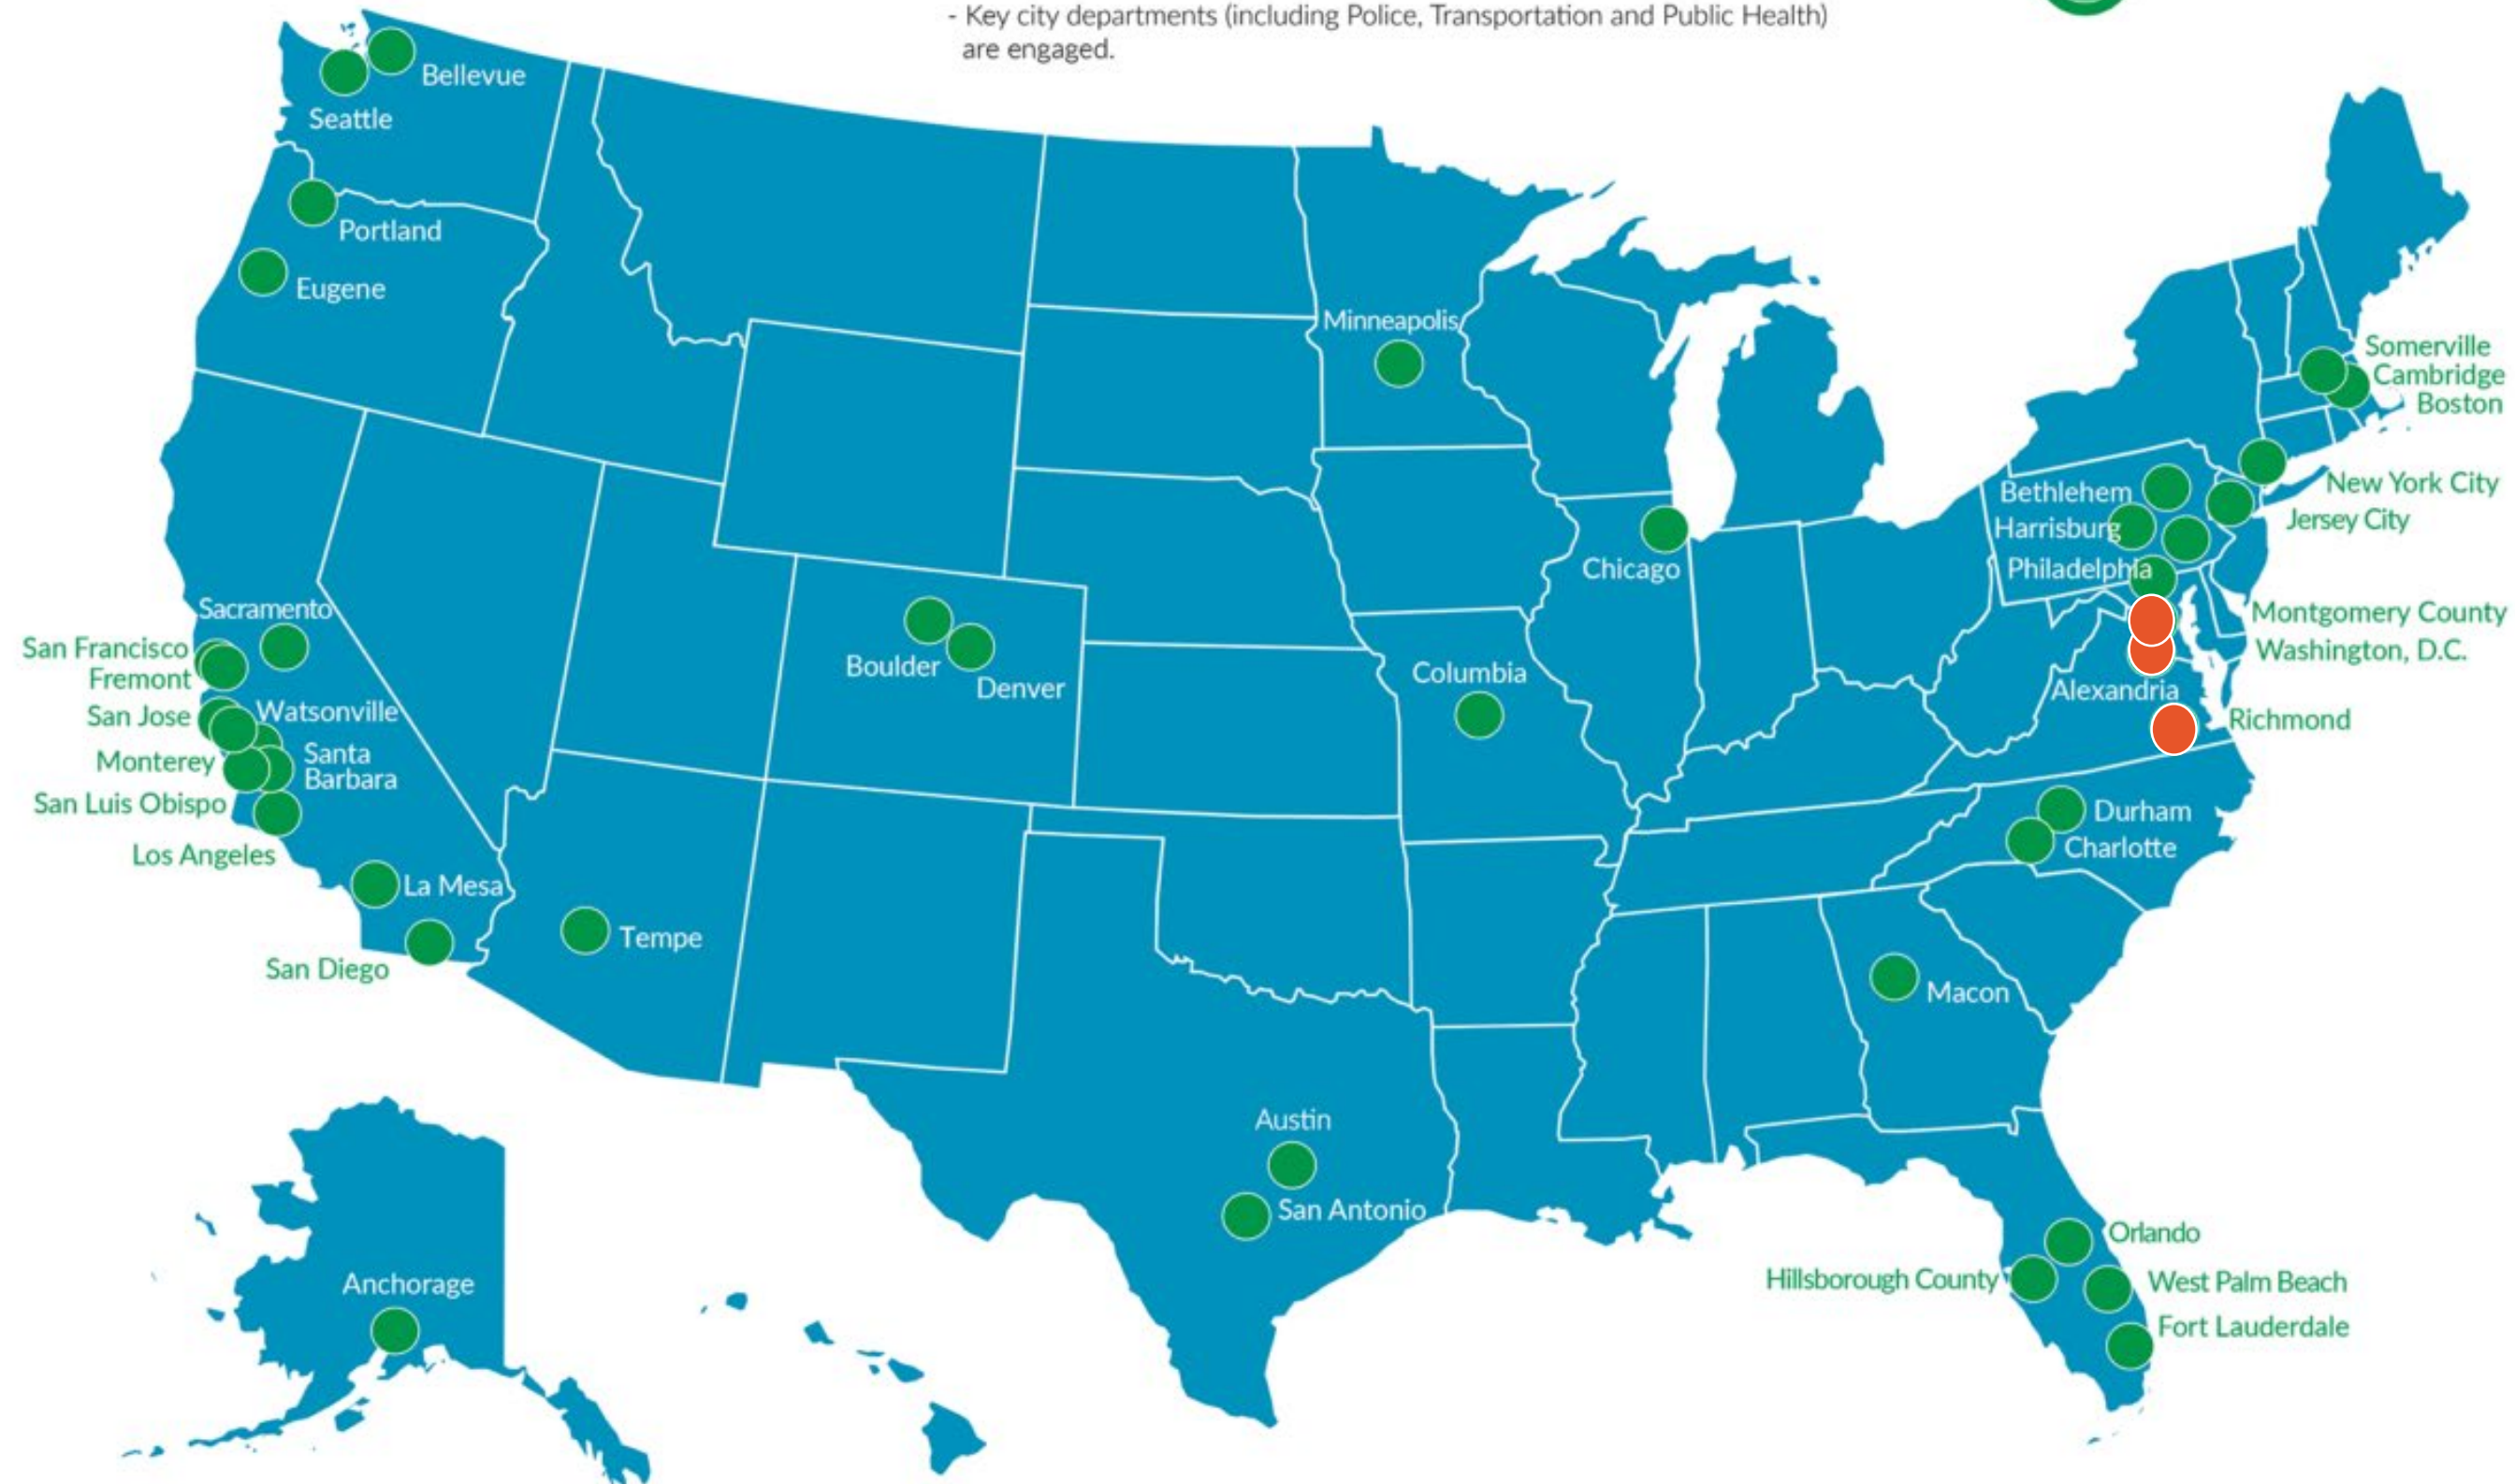 - Key city departments (including Police, Transportation and Public Health)
are engaged.
Bellevue
Seattle
Portland
Eugene
Minneapolis
Somerville
Cambridge
Boston
New York City
Bethlehem
Jersey City
Harrisburg
Chicago
Philadelphia
Sacramento
Montgomery County
San Francisco
Washington, D.C.
Boulder
Columbia
Fremont
Denver
Alexandria
San Jose
Watsonville
Richmond
Santa
Barbara
Monterey
San Luis Obispo
Durham
Charlotte
Los Angeles
La Mesa
Tempe
San Diego
Macon
Austin
San Antonio
Orlando
Anchorage
Hillsborough County
West Palm Beach
Fort Lauderdale